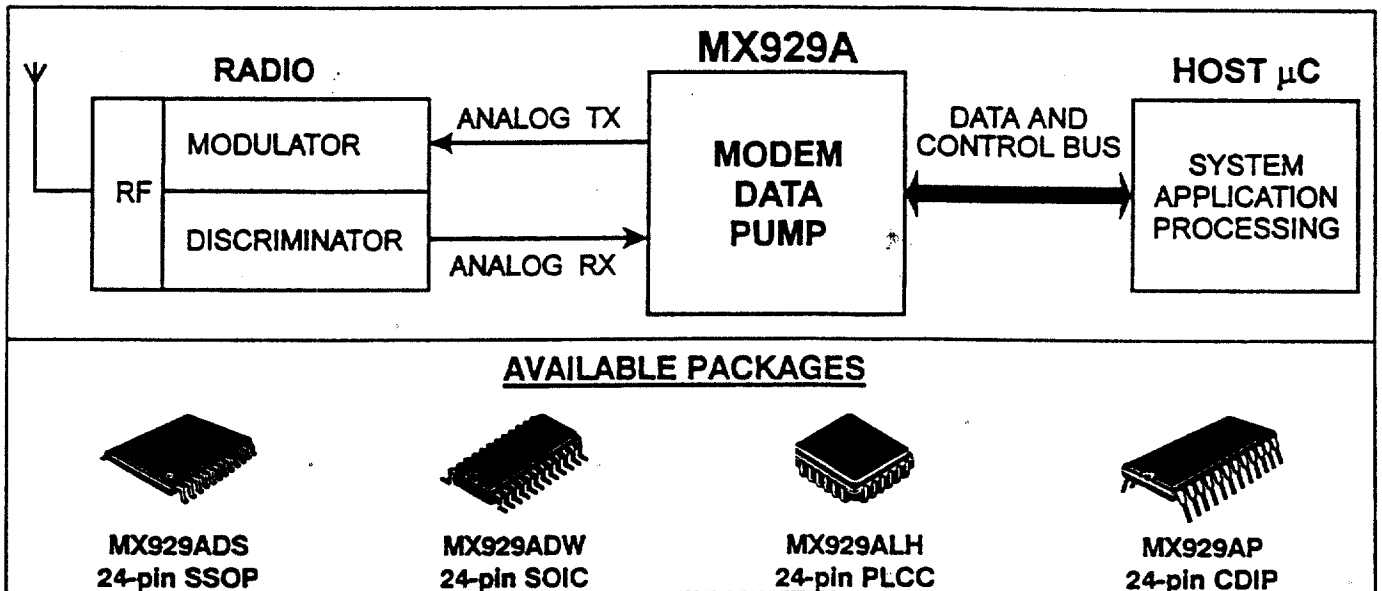 MX929A
RADIO
HOST μC
MODULATOR
RF
DISCRIMINATOR
ANALOG TX
ANALOG RX
MODEM
DATA
PUMP
DATA AND
CONTROL BUS
SYSTEM
APPLICATION
PROCESSING
AVAILABLE PACKAGES
MX929ADS
24-pin SSOP
MX929ADW
24-pin SOIC
MX929ALH
24-pin PLCC
MX929AP
24-pin CDIP